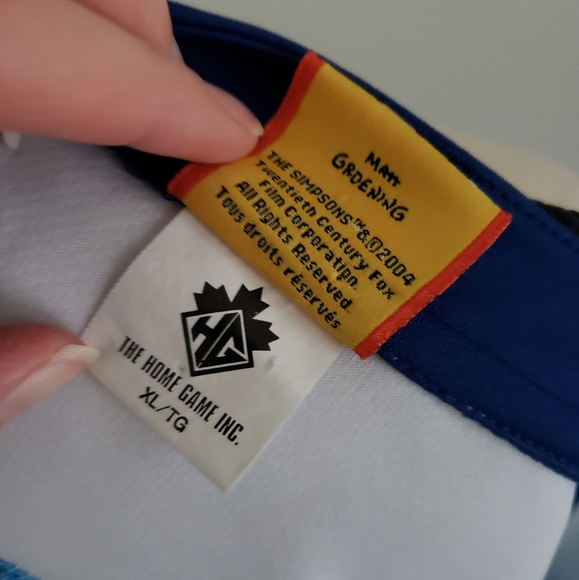 MATT
GROENING
THE SIMPSONS™&©2004
Twentieth Century Fox
Film Corporation.
All Rights Reserved.
Tous droits réservés
HG
THE HOME GAME INC.
XL/TG